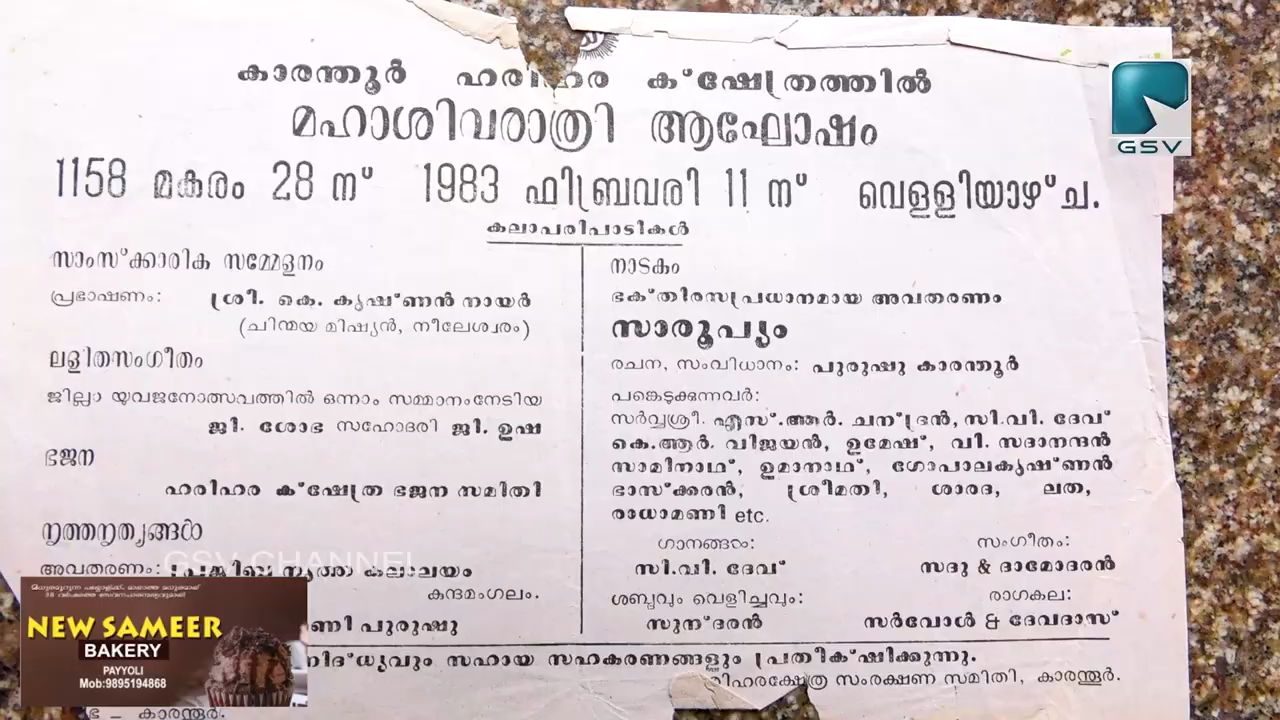 കാരന്തൂർ ഹരിഹര ക്ഷേത്രത്തിൽ
മഹാശിവരാത്രി ആഘോഷം
1158 മകരം 28 ന് 1983 ഫിബ്രവരി 11 ന് വെള്ളിയാഴ്ച.
കലാപരിപാടികൾ
സാംസ്ക്കാരിക സമ്മേളനം
പ്രഭാഷണം: ശ്രീ. കെ. കൃഷ്ണൻ നായർ
(ചിന്മയ മിഷ്യൻ, നീലേശ്വരം)
ലളിതസംഗീതം
ജില്ലാ യുവജനോത്സവത്തിൽ ഒന്നാം സമ്മാനംനേടിയ
ജി. ശോഭ സഹോദരി ജി. ഉഷ
ഭജന
ഹരിഹര ക്ഷേത്ര ഭജന സമിതി
നൃത്തനൃത്യങ്ങൾ
അവതരണം: നൃത്ത കലാലയം
കുന്ദമംഗലം.
ണി പുരുഷു
നാടകം
ഭക്തിരസപ്രധാനമായ അവതരണം
സാരൂപ്യം
രചന, സംവിധാനം: പുരുഷു കാരന്തൂർ
പങ്കെടുക്കുന്നവർ:
സർവ്വശ്രീ. എസ്.ആർ. ചന്ദ്രൻ, സി.വി. ദേവ്
കെ.ആർ. വിജയൻ, ഉമേഷ്, വി. സദാനന്ദൻ
സാമിനാഥ്, ഉമാനാഥ്, ഗോപാലകൃഷ്ണൻ
ഭാസ്ക്കരൻ, ശ്രീമതി, ശാരദ, ലത,
രാധാമണി etc.
ഗാനങ്ങൾ: സംഗീതം:
സി.വി. ദേവ് സദു & ദാമോദരൻ
ശബ്ദവും വെളിച്ചവും: രാഗകല:
സുന്ദരൻ സർവോൾ & ദേവദാസ്
നിദ്ധ്യവും സഹായ സഹകരണങ്ങളും പ്രതീക്ഷിക്കുന്നു.
രിഹരക്ഷേത്ര സംരക്ഷണ സമിതി, കാരന്തൂർ.
– കാരന്തൂർ.
GSV
GSV CHANNEL
NEW SAMEER
BAKERY
PAYYOLI
Mob:9895194868